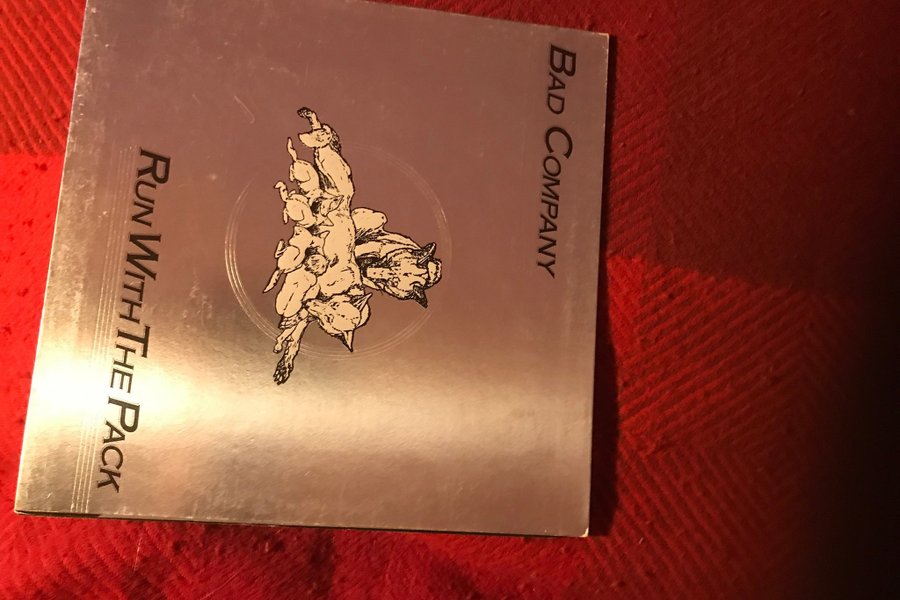 BAD COMPANY
RUN WITH THE PACK